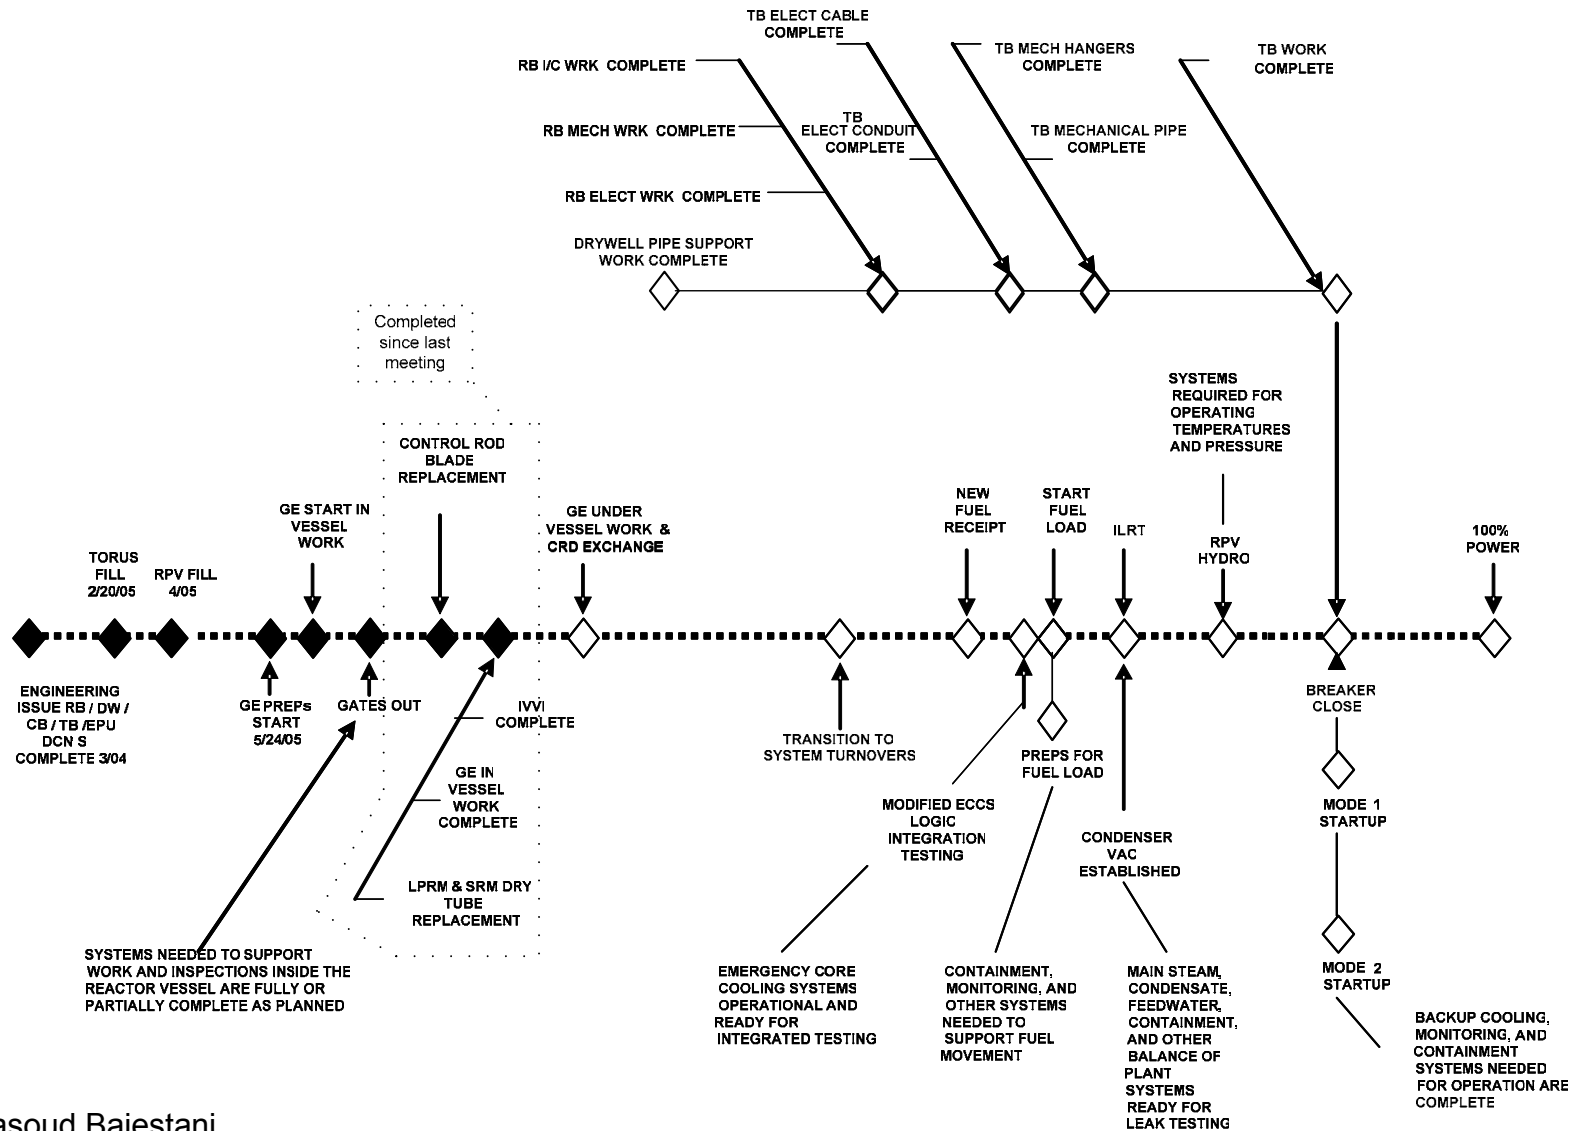 TB ELECT CABLE
COMPLETE
RB I/C WRK COMPLETE
TB MECH HANGERS
COMPLETE
TB WORK
COMPLETE
RB MECH WRK COMPLETE
TB
ELECT CONDUIT
COMPLETE
TB MECHANICAL PIPE
COMPLETE
RB ELECT WRK COMPLETE
DRYWELL PIPE SUPPORT
WORK COMPLETE
Completed
since last
meeting
SYSTEMS
REQUIRED FOR
OPERATING
TEMPERATURES
AND PRESSURE
CONTROL ROD
BLADE
REPLACEMENT
GE START IN
VESSEL
WORK
GE UNDER
VESSEL WORK &
CRD EXCHANGE
NEW
FUEL
RECEIPT
START
FUEL
LOAD
ILRT
RPV
HYDRO
100%
POWER
TORUS
FILL
2/20/05
RPV FILL
4/05
ENGINEERING
ISSUE RB / DW /
CB / TB /EPU
DCN S
COMPLETE 3/04
GE PREPs
START
5/24/05
GATES OUT
IVVI
COMPLETE
GE IN
VESSEL
WORK
COMPLETE
LPRM & SRM DRY
TUBE
REPLACEMENT
TRANSITION TO
SYSTEM TURNOVERS
PREPS FOR
FUEL LOAD
MODIFIED ECCS
LOGIC
INTEGRATION
TESTING
CONDENSER
VAC
ESTABLISHED
BREAKER
CLOSE
MODE 1
STARTUP
MODE 2
STARTUP
SYSTEMS NEEDED TO SUPPORT
WORK AND INSPECTIONS INSIDE THE
REACTOR VESSEL ARE FULLY OR
PARTIALLY COMPLETE AS PLANNED
EMERGENCY CORE
COOLING SYSTEMS
OPERATIONAL AND
READY FOR
INTEGRATED TESTING
CONTAINMENT,
MONITORING, AND
OTHER SYSTEMS
NEEDED TO
SUPPORT FUEL
MOVEMENT
MAIN STEAM,
CONDENSATE,
FEEDWATER,
CONTAINMENT,
AND OTHER
BALANCE OF
PLANT
SYSTEMS
READY FOR
LEAK TESTING
BACKUP COOLING,
MONITORING, AND
CONTAINMENT
SYSTEMS NEEDED
FOR OPERATION ARE
COMPLETE
asoud Bajestani